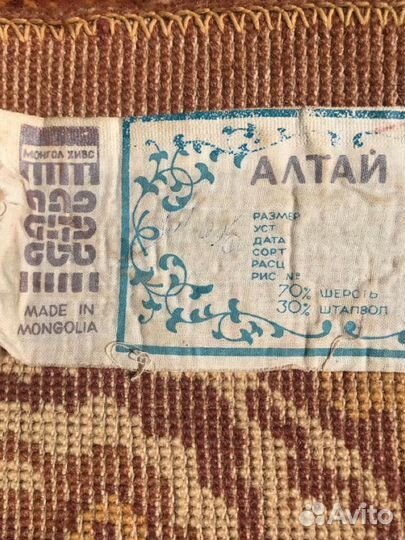 МОНГОЛ ХИВС
MADE IN
MONGOLIA
АЛТАЙ
РАЗМЕР
УСТ
ДАТА
СОРТ
РАСЦ
РИС №
70% ШЕРСТЬ
30% ШТАПВОЛ
Avito